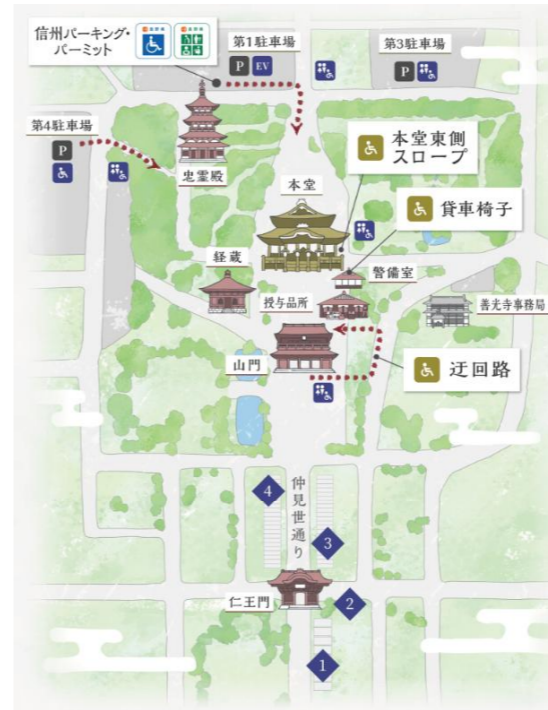 信州パーキング・
パーミット
第1駐車場
P EV
第3駐車場
P
第4駐車場
P
忠霊殿
本堂東側
スロープ
本堂
貸車椅子
経蔵
警備室
授与品所
善光寺事務局
山門
迂回路
4
仲見世通り
3
仁王門
2
1